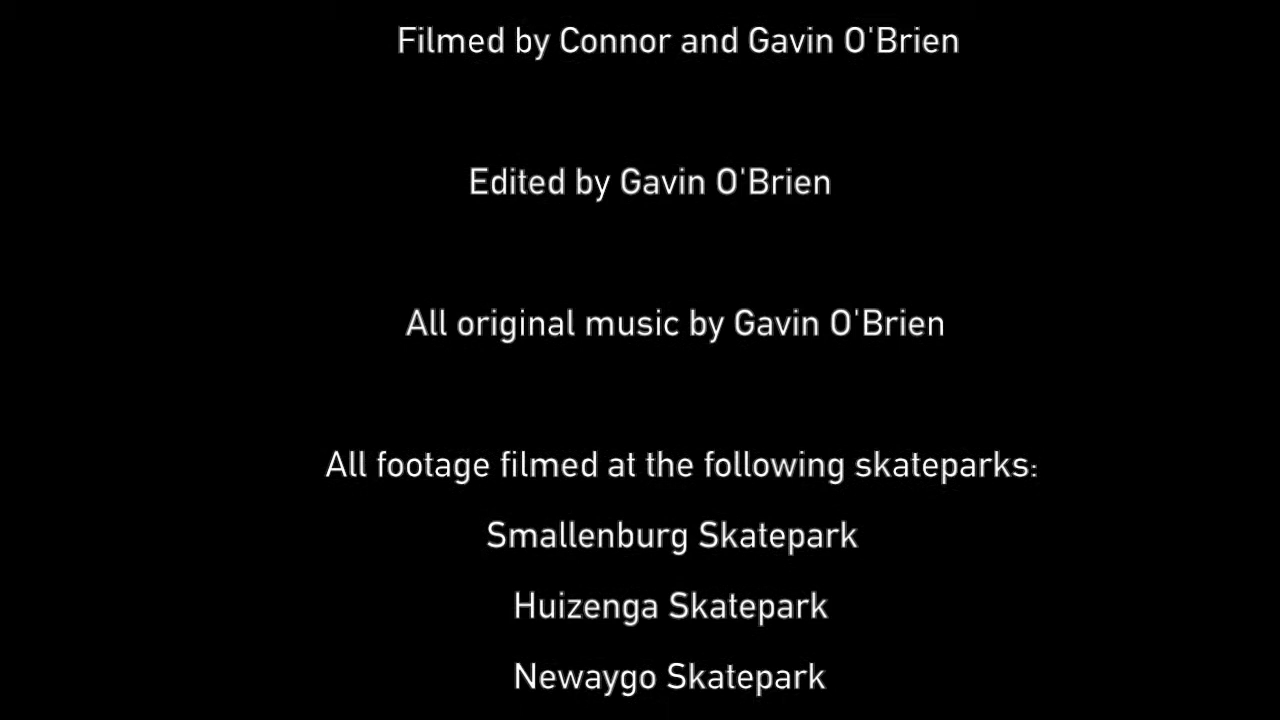 Filmed by Connor and Gavin O'Brien
Edited by Gavin O'Brien
All original music by Gavin O'Brien
All footage filmed at the following skateparks:
Smallenburg Skatepark
Huizenga Skatepark
Newaygo Skatepark